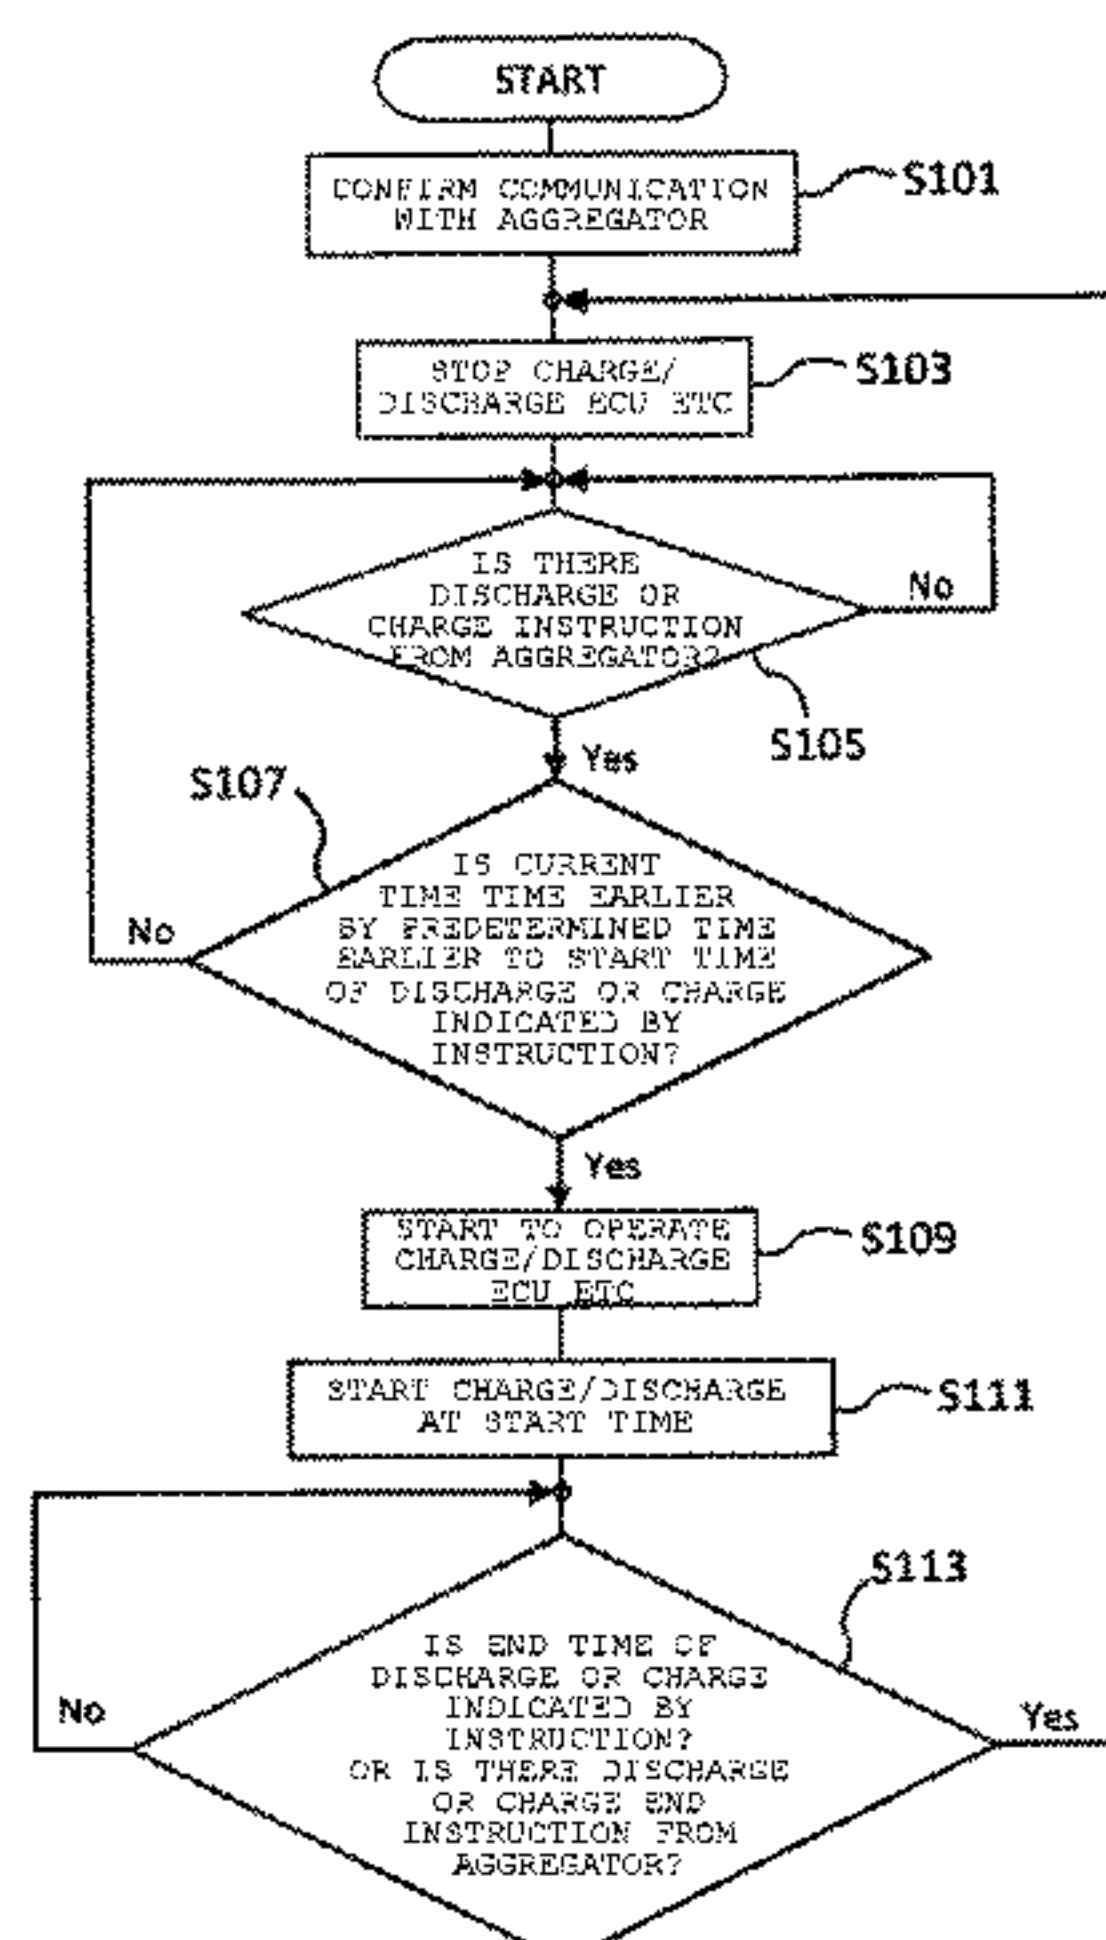 START
CONFIRM COMMUNICATION
WITH AGGREGATOR
S101
STOP CHARGE/
DISCHARGE ECU ETC
S103
IS THERE
DISCHARGE OR
CHARGE INSTRUCTION
FROM AGGREGATOR?
No
S105
Yes
S107
IS CURRENT
TIME TIME EARLIER
BY PREDETERMINED TIME
EARLIER TO START TIME
OF DISCHARGE OR CHARGE
INDICATED BY
INSTRUCTION?
No
Yes
START TO OPERATE
CHARGE/DISCHARGE
ECU ETC
S109
START CHARGE/DISCHARGE
AT START TIME
S111
S113
IS END TIME OF
DISCHARGE OR CHARGE
INDICATED BY
INSTRUCTION?
OR IS THERE DISCHARGE
OR CHARGE END
INSTRUCTION FROM
AGGREGATOR?
No
Yes